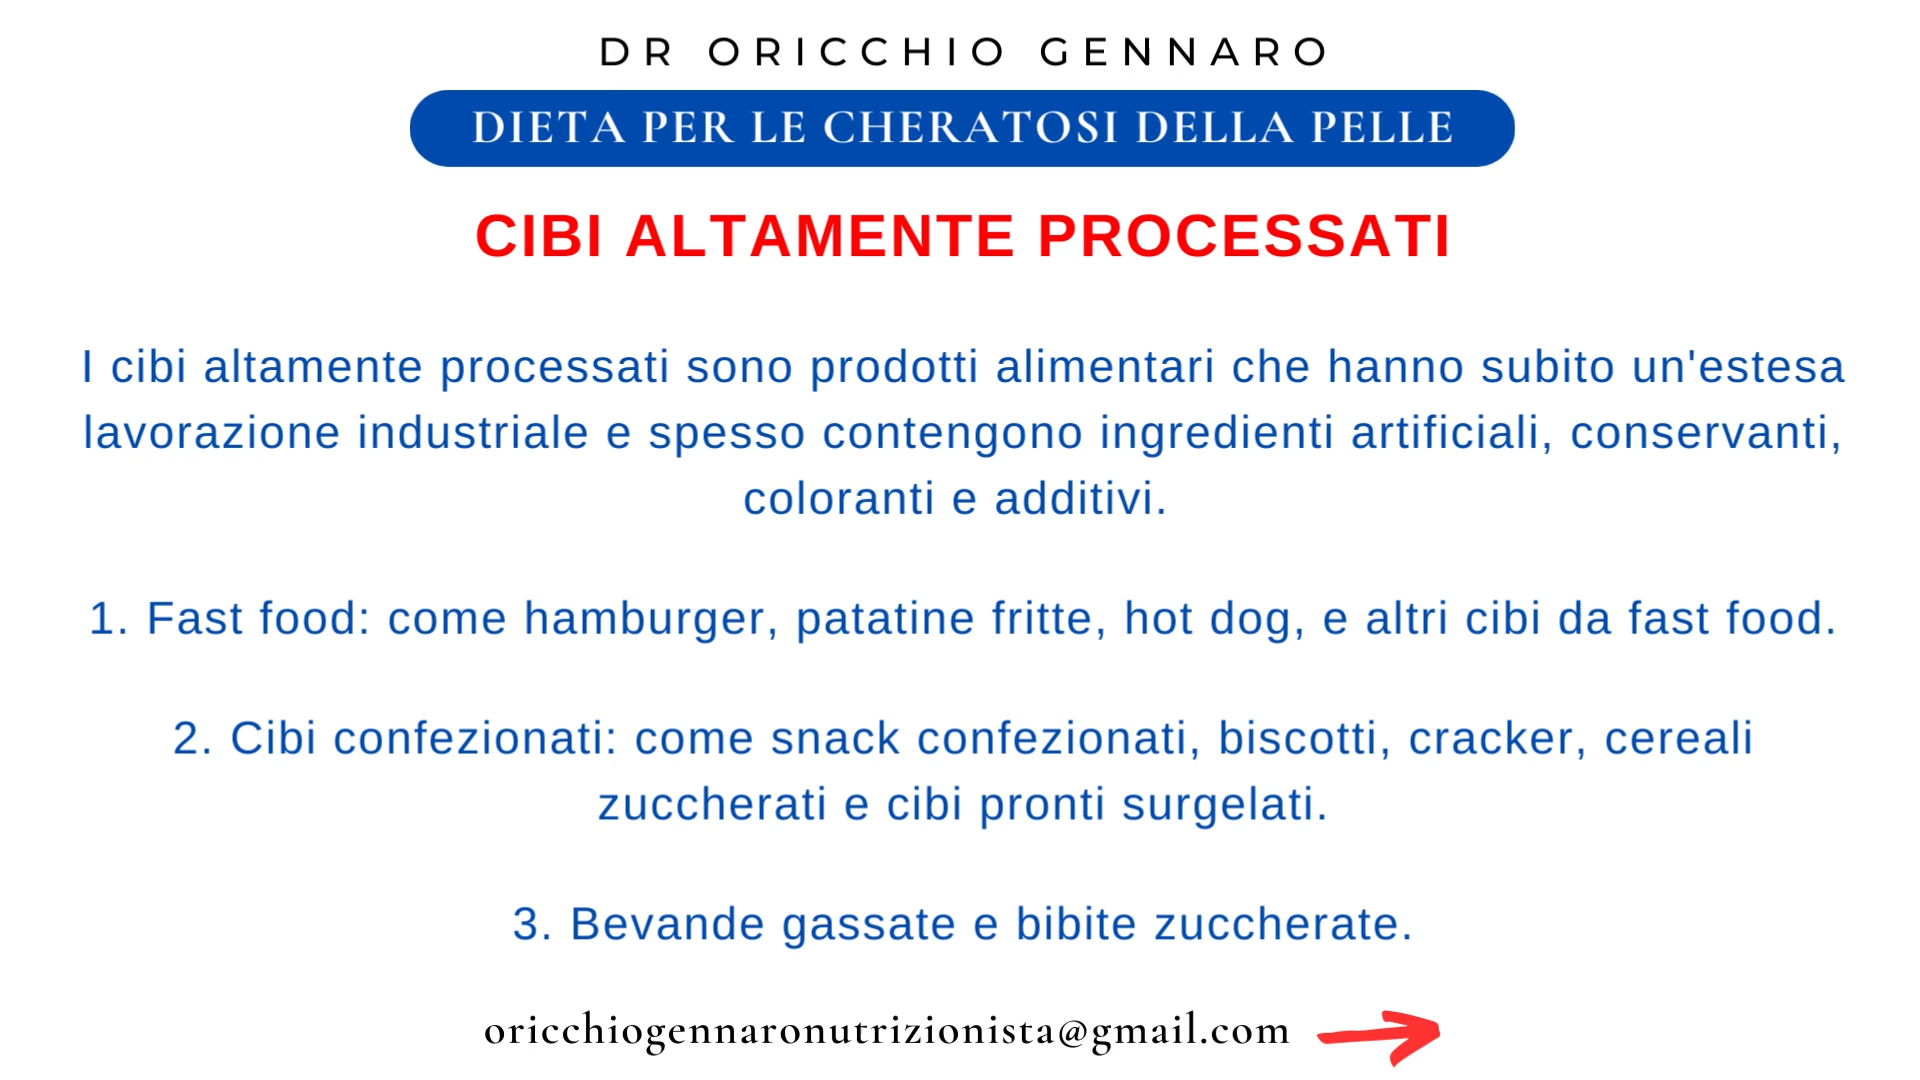 DR ORICCHIO GENNARO
DIETA PER LE CHERATOSI DELLA PELLE
CIBI ALTAMENTE PROCESSATI
I cibi altamente processati sono prodotti alimentari che hanno subito un'estesa
lavorazione industriale e spesso contengono ingredienti artificiali, conservanti,
coloranti e additivi.
1. Fast food: come hamburger, patatine fritte, hot dog, e altri cibi da fast food.
2. Cibi confezionati: come snack confezionati, biscotti, cracker, cereali
zuccherati e cibi pronti surgelati.
3. Bevande gassate e bibite zuccherate.
oricchiogennaronutrizionista@gmail.com